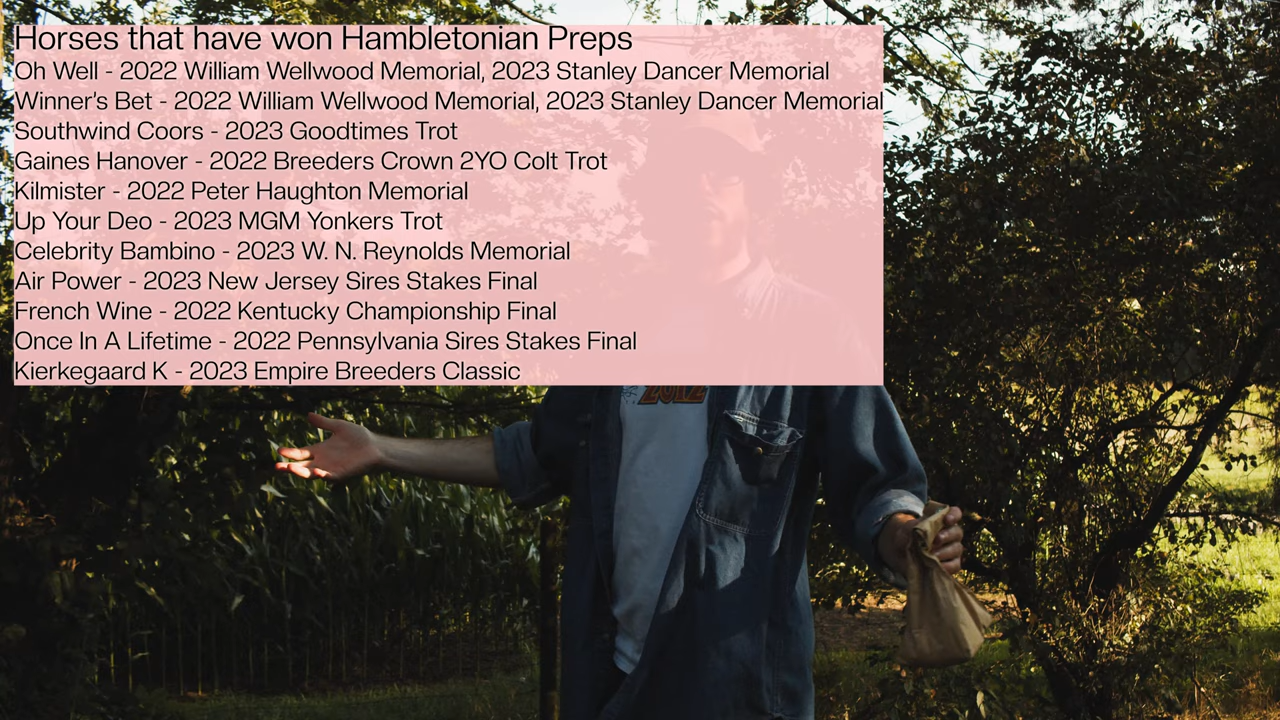 Horses that have won Hambletonian Preps
Oh Well - 2022 William Wellwood Memorial, 2023 Stanley Dancer Memorial
Winner's Bet - 2022 William Wellwood Memorial, 2023 Stanley Dancer Memorial
Southwind Coors - 2023 Goodtimes Trot
Gaines Hanover - 2022 Breeders Crown 2YO Colt Trot
Kilmister - 2022 Peter Haughton Memorial
Up Your Deo - 2023 MGM Yonkers Trot
Celebrity Bambino - 2023 W. N. Reynolds Memorial
Air Power - 2023 New Jersey Sires Stakes Final
French Wine - 2022 Kentucky Championship Final
Once In A Lifetime - 2022 Pennsylvania Sires Stakes Final
Kierkegaard K - 2023 Empire Breeders Classic